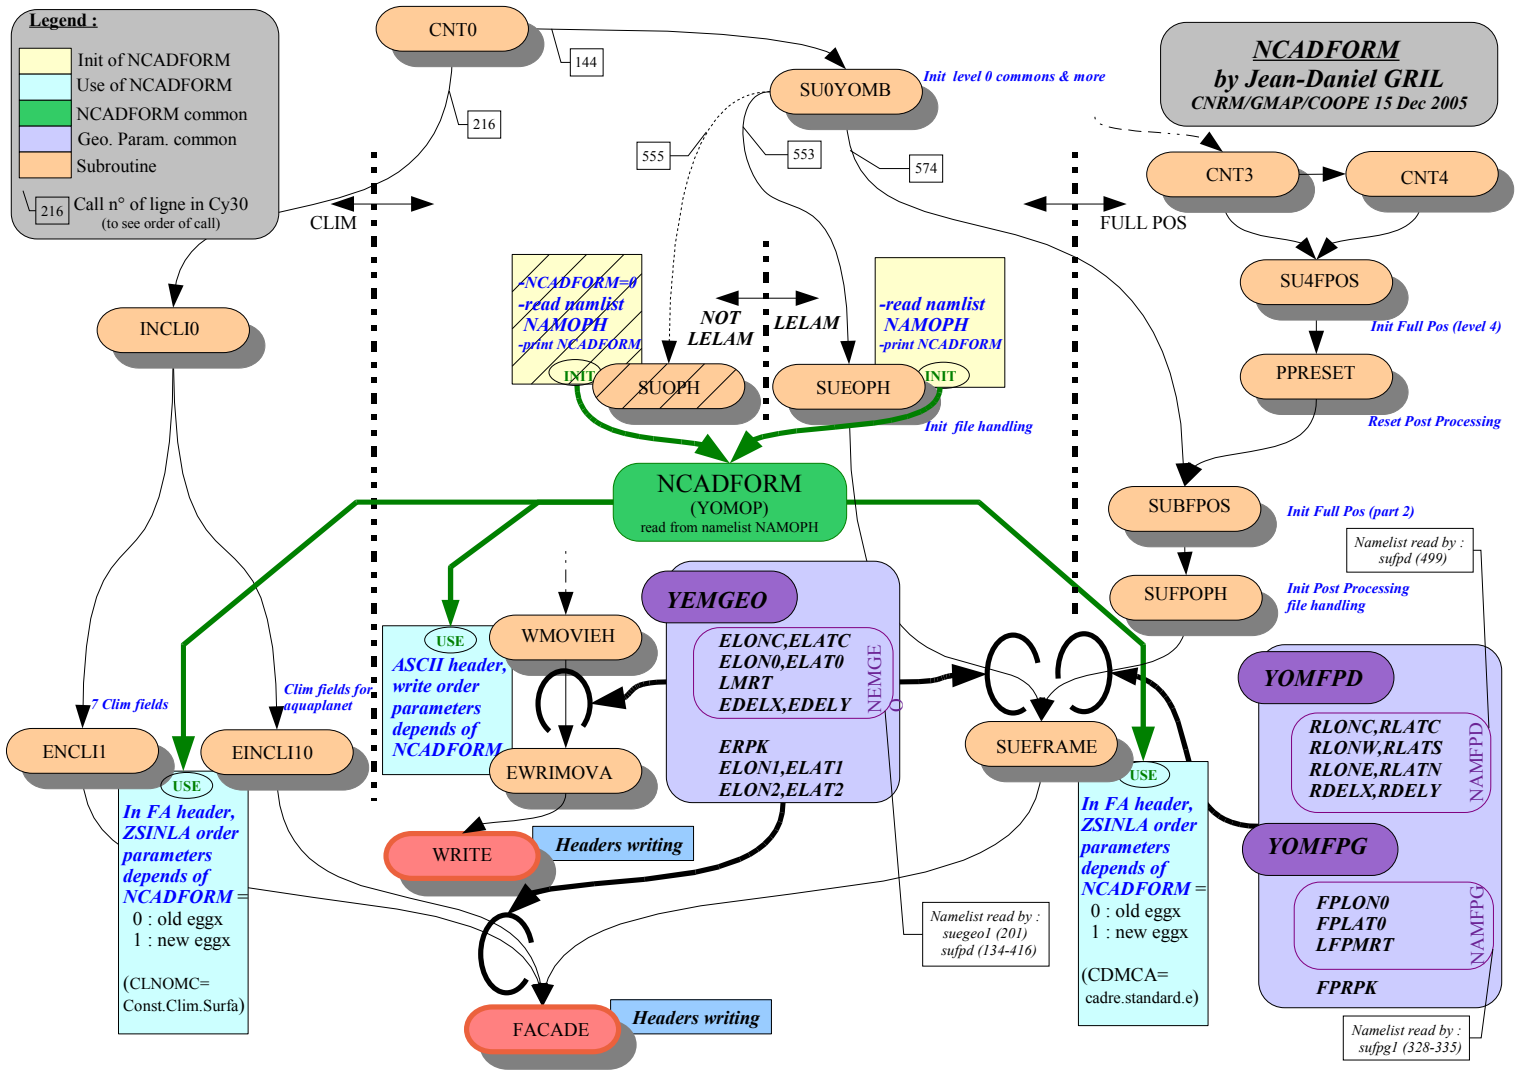 Legend :
Init of NCADFORM
Use of NCADFORM
NCADFORM common
Geo. Param. common
Subroutine
216
Call n° of ligne in Cy30
(to see order of call)
CNT0
144
216
SU0YOMB
Init level 0 commons & more
555
553
574
NCADFORM
by Jean-Daniel GRIL
CNRM/GMAP/COOPE 15 Dec 2005
CNT3
CNT4
CLIM
FULL POS
SU4FPOS
Init Full Pos (level 4)
INCLI0
-NCADFORM=0
-read namlist
NAMOPH
-print NCADFORM
INIT
SUOPH
NOT
LELAM
LELAM
-read namlist
NAMOPH
-print NCADFORM
INIT
SUEOPH
Init file handling
PPRESET
Reset Post Processing
NCADFORM
(YOMOP)
read from namelist NAMOPH
SUBFPOS
Init Full Pos (part 2)
Namelist read by :
sufpd (499)
SUFPOPH
Init Post Processing
file handling
USE
ASCII header,
write order
parameters
depends of
NCADFORM
WMOVIEH
EWRIMOVA
WRITE
Headers writing
YEMGEO
ELONC,ELATC
ELON0,ELAT0
LMRT
EDELX,EDELY
NEMGE
O
ERPK
ELON1,ELAT1
ELON2,ELAT2
SUEFRAME
YOMFPD
RLONC,RLATC
RLONW,RLATS
RLONE,RLATN
RDELX,RDELY
NAMFPD
YOMFPG
FPLON0
FPLAT0
LFPMRT
NAMFPG
FPRPK
7 Clim fields
Clim fields for
aquaplanet
ENCLI1
EINCLI10
USE
In FA header,
ZSINLA order
parameters
depends of
NCADFORM =
0 : old eggx
1 : new eggx
(CLNOMC=
Const.Clim.Surfa)
USE
In FA header,
ZSINLA order
parameters
depends of
NCADFORM =
0 : old eggx
1 : new eggx
(CDMCA=
cadre.standard.e)
Namelist read by :
suegeo1 (201)
sufpd (134-416)
FACADE
Headers writing
Namelist read by :
sufpg1 (328-335)